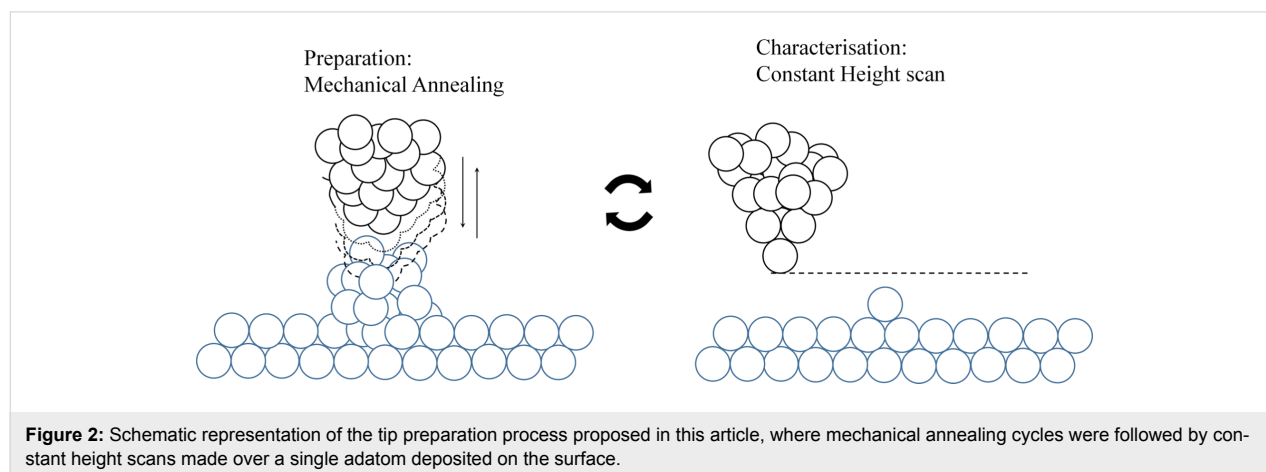 Preparation:
Mechanical Annealing
Characterisation:
Constant Height scan
Figure 2: Schematic representation of the tip preparation process proposed in this article, where mechanical annealing cycles were followed by con-
stant height scans made over a single adatom deposited on the surface.